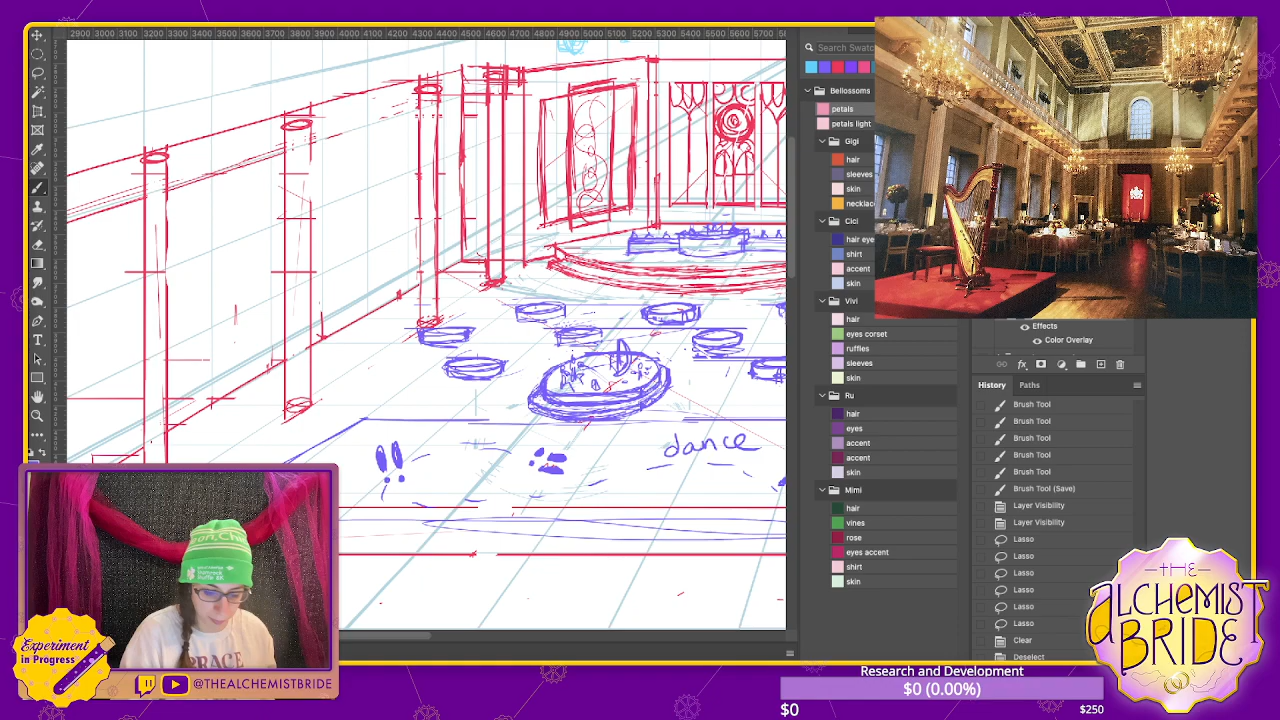 2900 3000 3100 3200 3300 3400 3500 3600 3700 3800 3900 4000 4100 4200 4300 4400 4500 4600 4700 4800 4900 5000 5100 5200 5300 5400 5500 5600 5700
Search Swatc
Bellossoms
petals
petals light
Gigi
hair
sleeves
skin
necklace
Cici
hair eye
shirt
accent
skin
Vivi
hair
eyes corset
ruffles
sleeves
skin
Ru
hair
eyes
accent
accent
skin
Mimi
hair
vines
rose
eyes accent
shirt
skin
Effects
Color Overlay
History
Paths
Brush Tool
Brush Tool
Brush Tool
Brush Tool
Brush Tool
Brush Tool (Save)
Layer Visibility
Layer Visibility
Lasso
Lasso
Lasso
Lasso
Lasso
Lasso
Clear
Deselect
dance
Shamrock
Shuffle 4K
Experiment
in Progress
@THEALCHEMISTBRIDE
THE
ALCHEMIST
BRIDE
Research and Development
$0 (0.00%)
$0
$250